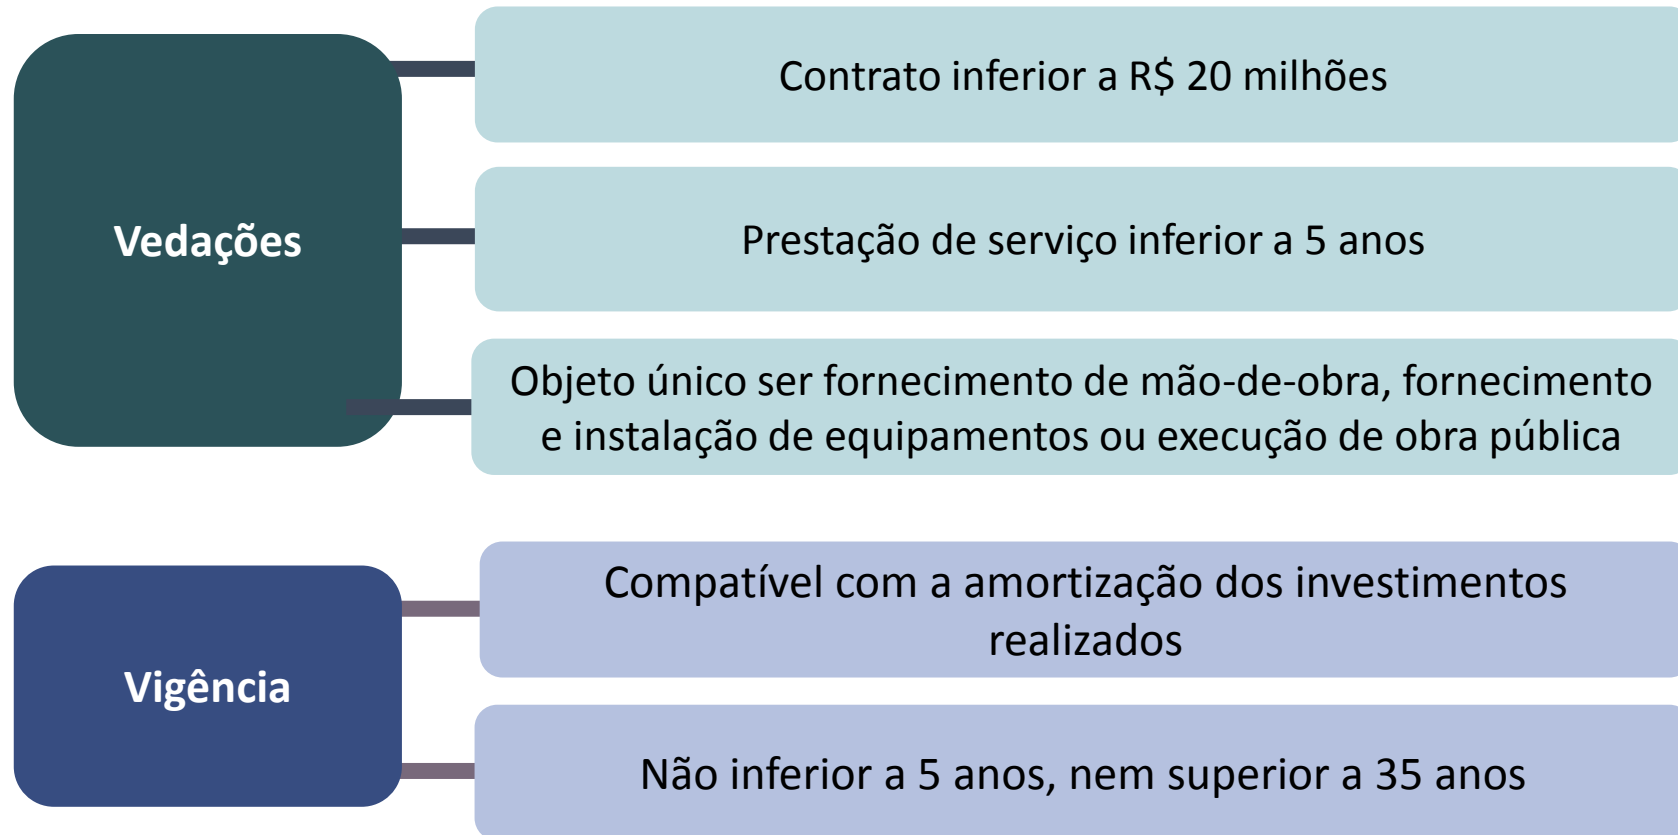 Vedações
Contrato inferior a R$ 20 milhões
Prestação de serviço inferior a 5 anos
Objeto único ser fornecimento de mão-de-obra, fornecimento
e instalação de equipamentos ou execução de obra pública
Vigência
Compatível com a amortização dos investimentos
realizados
Não inferior a 5 anos, nem superior a 35 anos